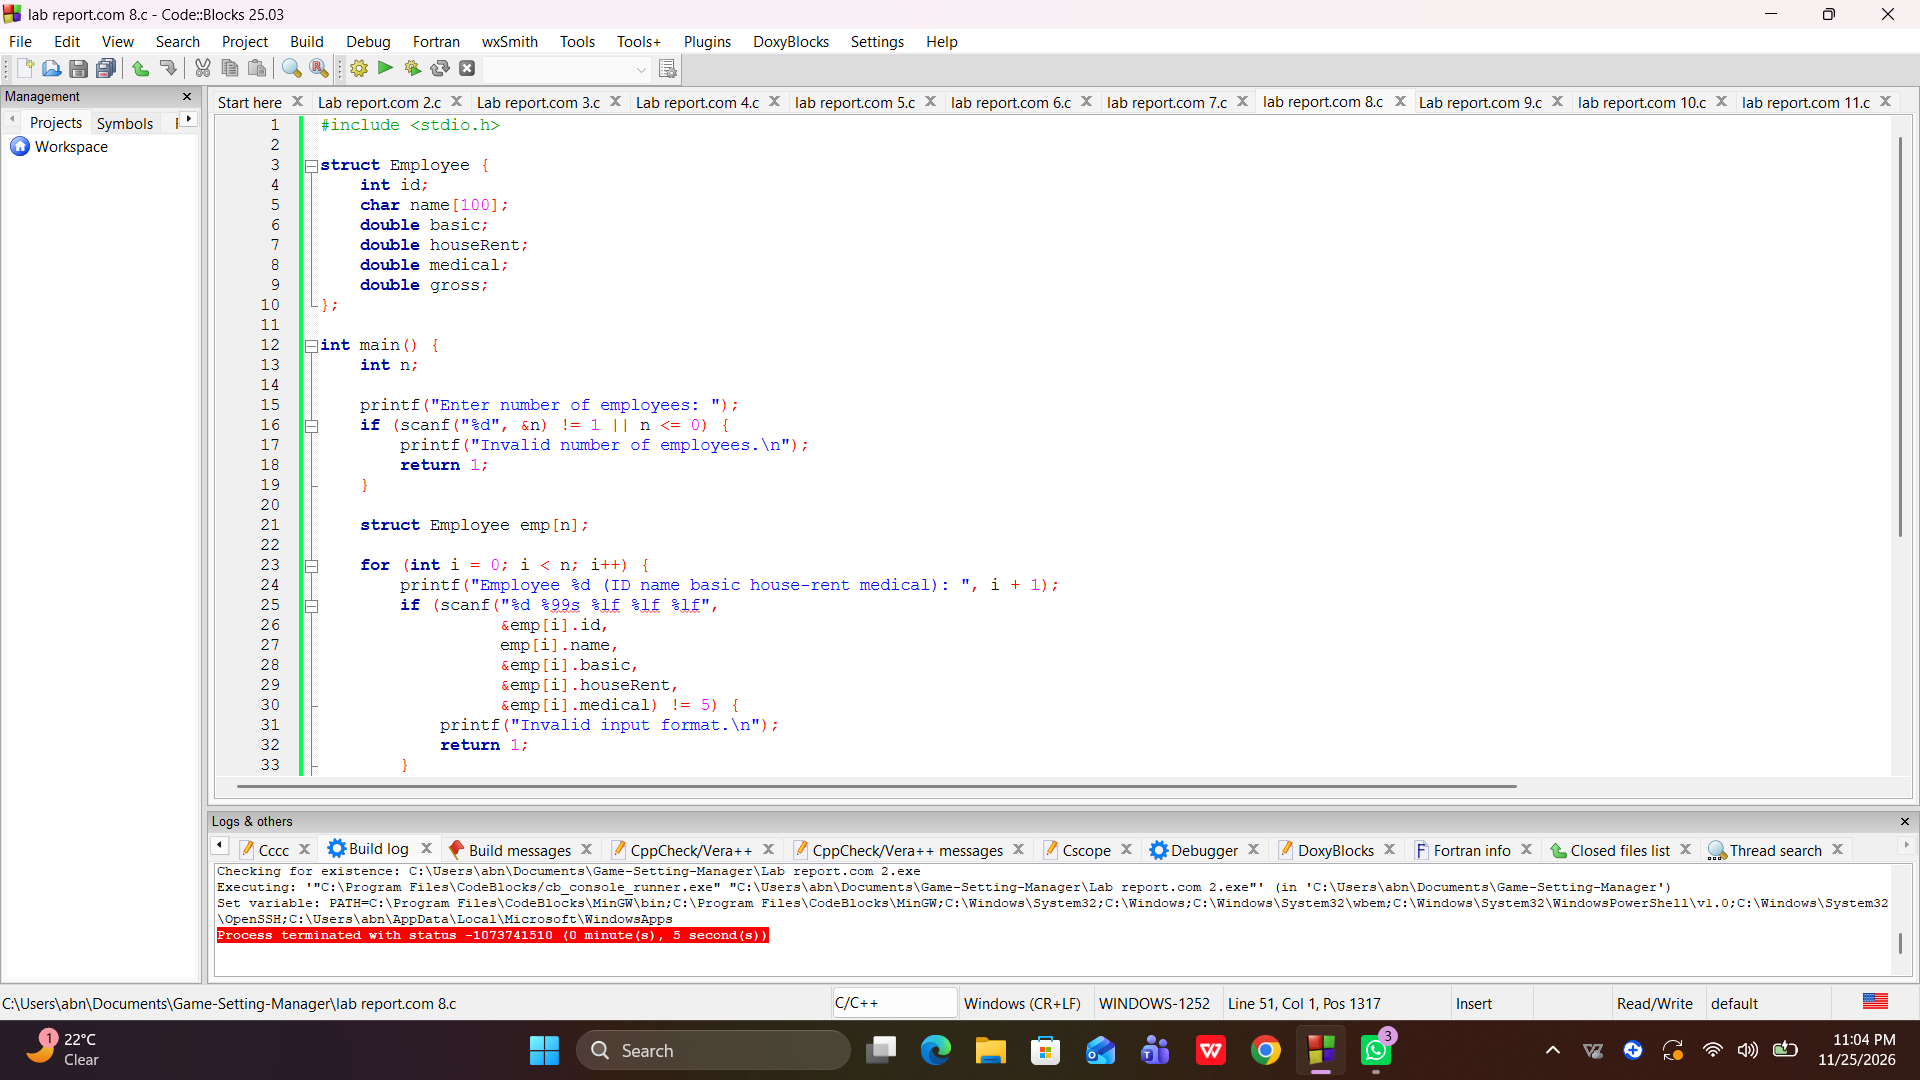 lab report.com 8.c - Code::Blocks 25.03
File Edit View Search Project Build Debug Fortran wxSmith Tools Tools+ Plugins DoxyBlocks Settings Help
Management
Projects Symbols
Workspace
Start here Lab report.com 2.c Lab report.com 3.c Lab report.com 4.c lab report.com 5.c lab report.com 6.c lab report.com 7.c lab report.com 8.c Lab report.com 9.c lab report.com 10.c lab report.com 11.c
1 #include <stdio.h>
2
3 struct Employee {
4 int id;
5 char name[100];
6 double basic;
7 double houseRent;
8 double medical;
9 double gross;
10 };
11
12 int main() {
13 int n;
14
15 printf("Enter number of employees: ");
16 if (scanf("%d", &n) != 1 || n <= 0) {
17 printf("Invalid number of employees.\n");
18 return 1;
19 }
20
21 struct Employee emp[n];
22
23 for (int i = 0; i < n; i++) {
24 printf("Employee %d (ID name basic house-rent medical): ", i + 1);
25 if (scanf("%d %99s %lf %lf %lf",
26 &emp[i].id,
27 emp[i].name,
28 &emp[i].basic,
29 &emp[i].houseRent,
30 &emp[i].medical) != 5) {
31 printf("Invalid input format.\n");
32 return 1;
33 }
Logs & others
Cccc Build log Build messages CppCheck/Vera++ CppCheck/Vera++ messages Cscope Debugger DoxyBlocks Fortran info Closed files list Thread search
Checking for existence: C:\Users\abn\Documents\Game-Setting-Manager\Lab report.com 2.exe
Executing: '"C:\Program Files\CodeBlocks/cb_console_runner.exe" "C:\Users\abn\Documents\Game-Setting-Manager\Lab report.com 2.exe"' (in 'C:\Users\abn\Documents\Game-Setting-Manager')
Set variable: PATH=C:\Program Files\CodeBlocks\MinGW\bin;C:\Program Files\CodeBlocks\MinGW;C:\Windows\System32;C:\Windows;C:\Windows\System32\wbem;C:\Windows\System32\WindowsPowerShell\v1.0;C:\Windows\System32
\OpenSSH;C:\Users\abn\AppData\Local\Microsoft\WindowsApps
Process terminated with status -1073741510 (0 minute(s), 5 second(s))
C:\Users\abn\Documents\Game-Setting-Manager\lab report.com 8.c C/C++ Windows (CR+LF) WINDOWS-1252 Line 51, Col 1, Pos 1317 Insert Read/Write default
1 22°C
Clear
Search
3
11:04 PM
11/25/2026